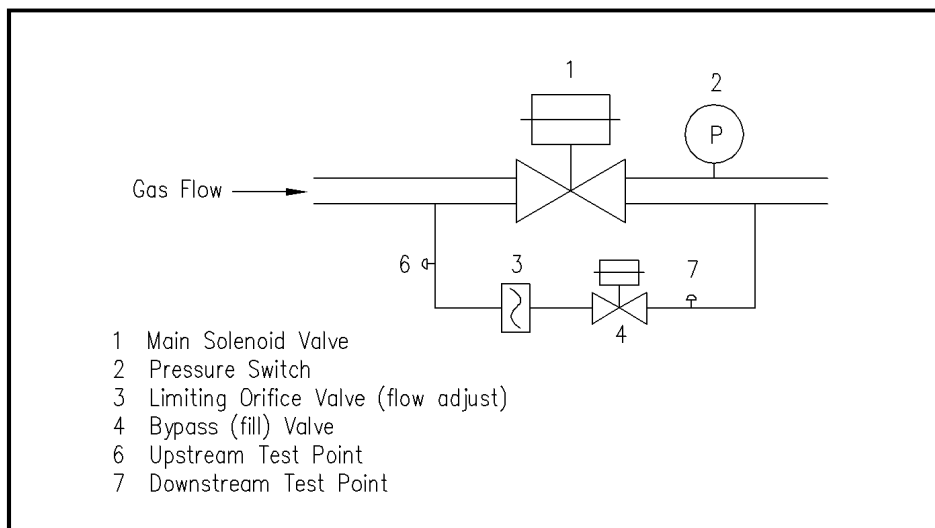 1
2
P
Gas Flow
6
3
7
4
1 Main Solenoid Valve
2 Pressure Switch
3 Limiting Orifice Valve (flow adjust)
4 Bypass (fill) Valve
6 Upstream Test Point
7 Downstream Test Point